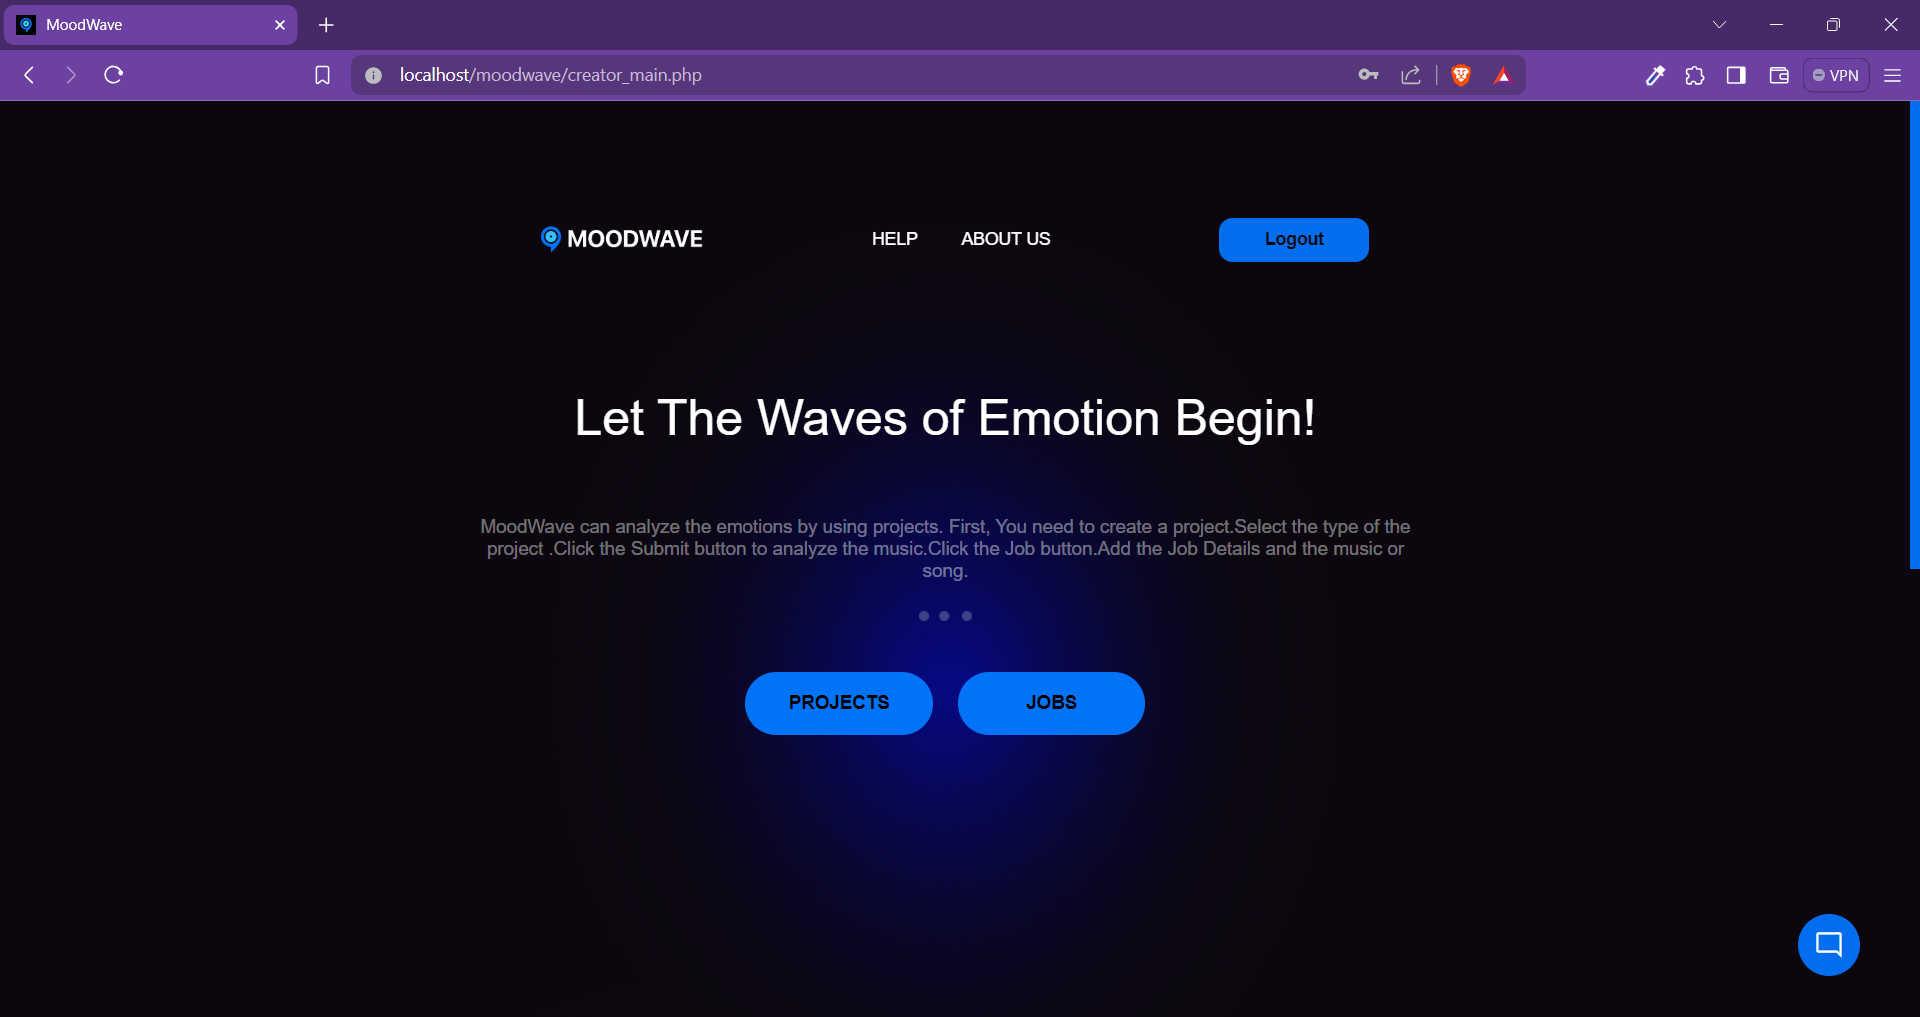 MoodWave
localhost/moodwave/creator_main.php
VPN
MOODWAVE
HELP
ABOUT US
Logout
Let The Waves of Emotion Begin!
MoodWave can analyze the emotions by using projects. First, You need to create a project.Select the type of the
project .Click the Submit button to analyze the music.Click the Job button.Add the Job Details and the music or
song.
PROJECTS
JOBS